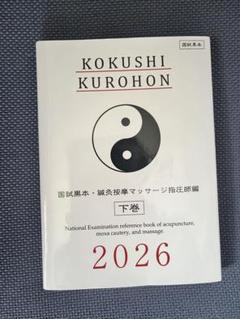 国試黒本
KOKUSHI
KUROHON
国試黒本・鍼灸按摩マッサージ指圧師編
下巻
National Examination reference book of acupuncture,
moxa cautery, and massage.
2026